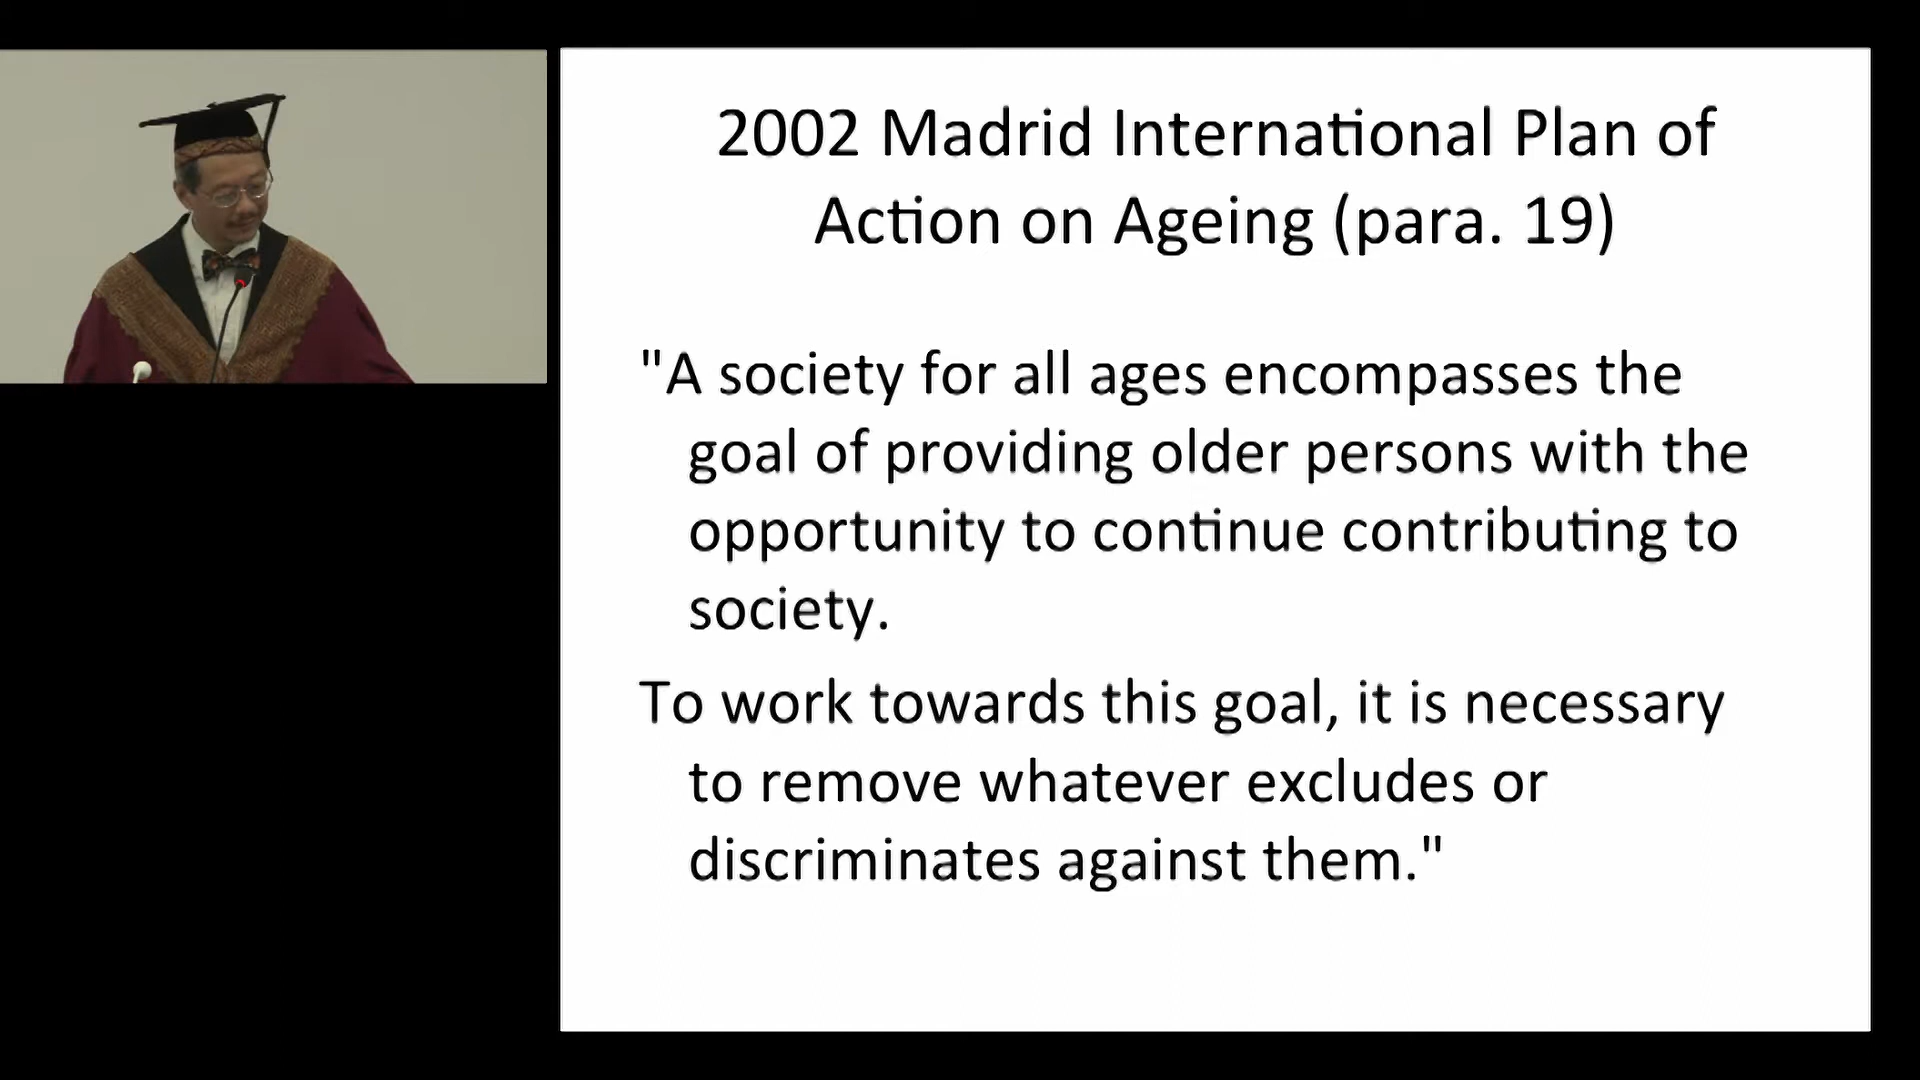 2002 Madrid International Plan of
Action on Ageing (para. 19)
"A society for all ages encompasses the
goal of providing older persons with the
opportunity to continue contributing to
society.
To work towards this goal, it is necessary
to remove whatever excludes or
discriminates against them."